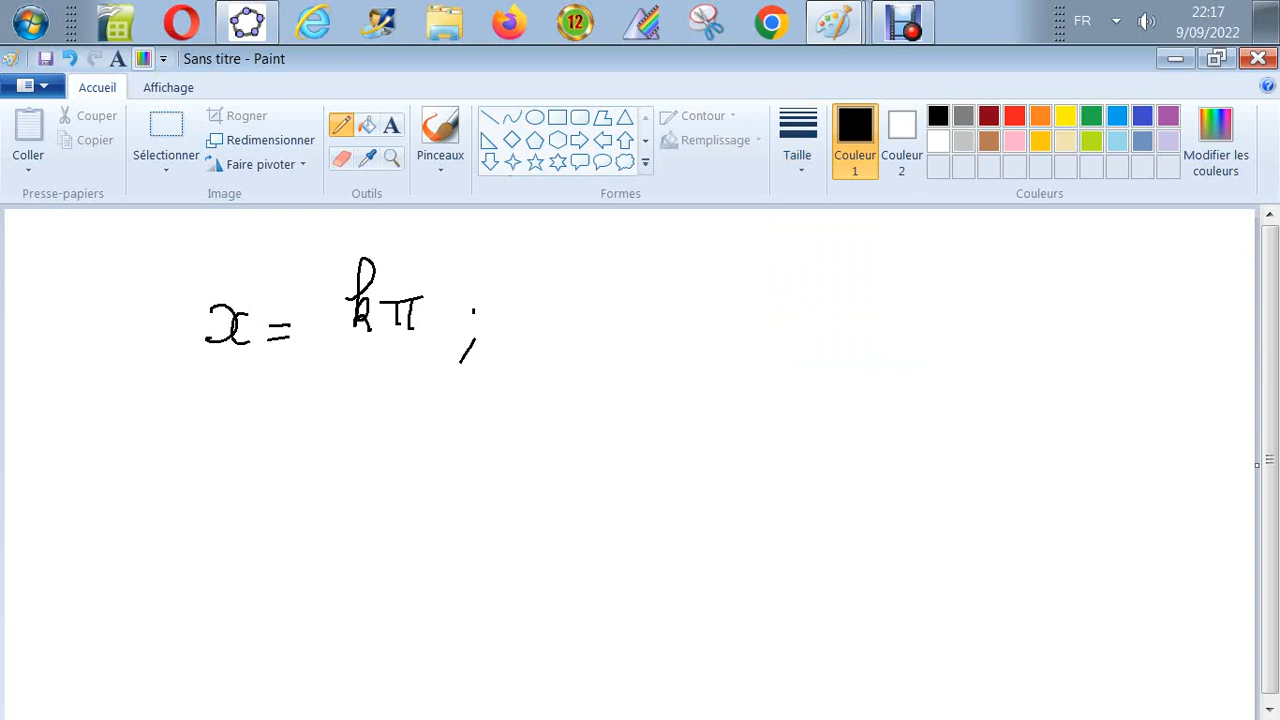 12
FR
22:17
9/09/2022
Sans titre - Paint
Accueil
Affichage
Coller
Couper
Copier
Presse-papiers
Sélectionner
Rogner
Redimensionner
Faire pivoter
Image
A
Outils
Pinceaux
Contour
Remplissage
Formes
Taille
Couleur
1
Couleur
2
Modifier les
couleurs
Couleurs
x = kπ ;